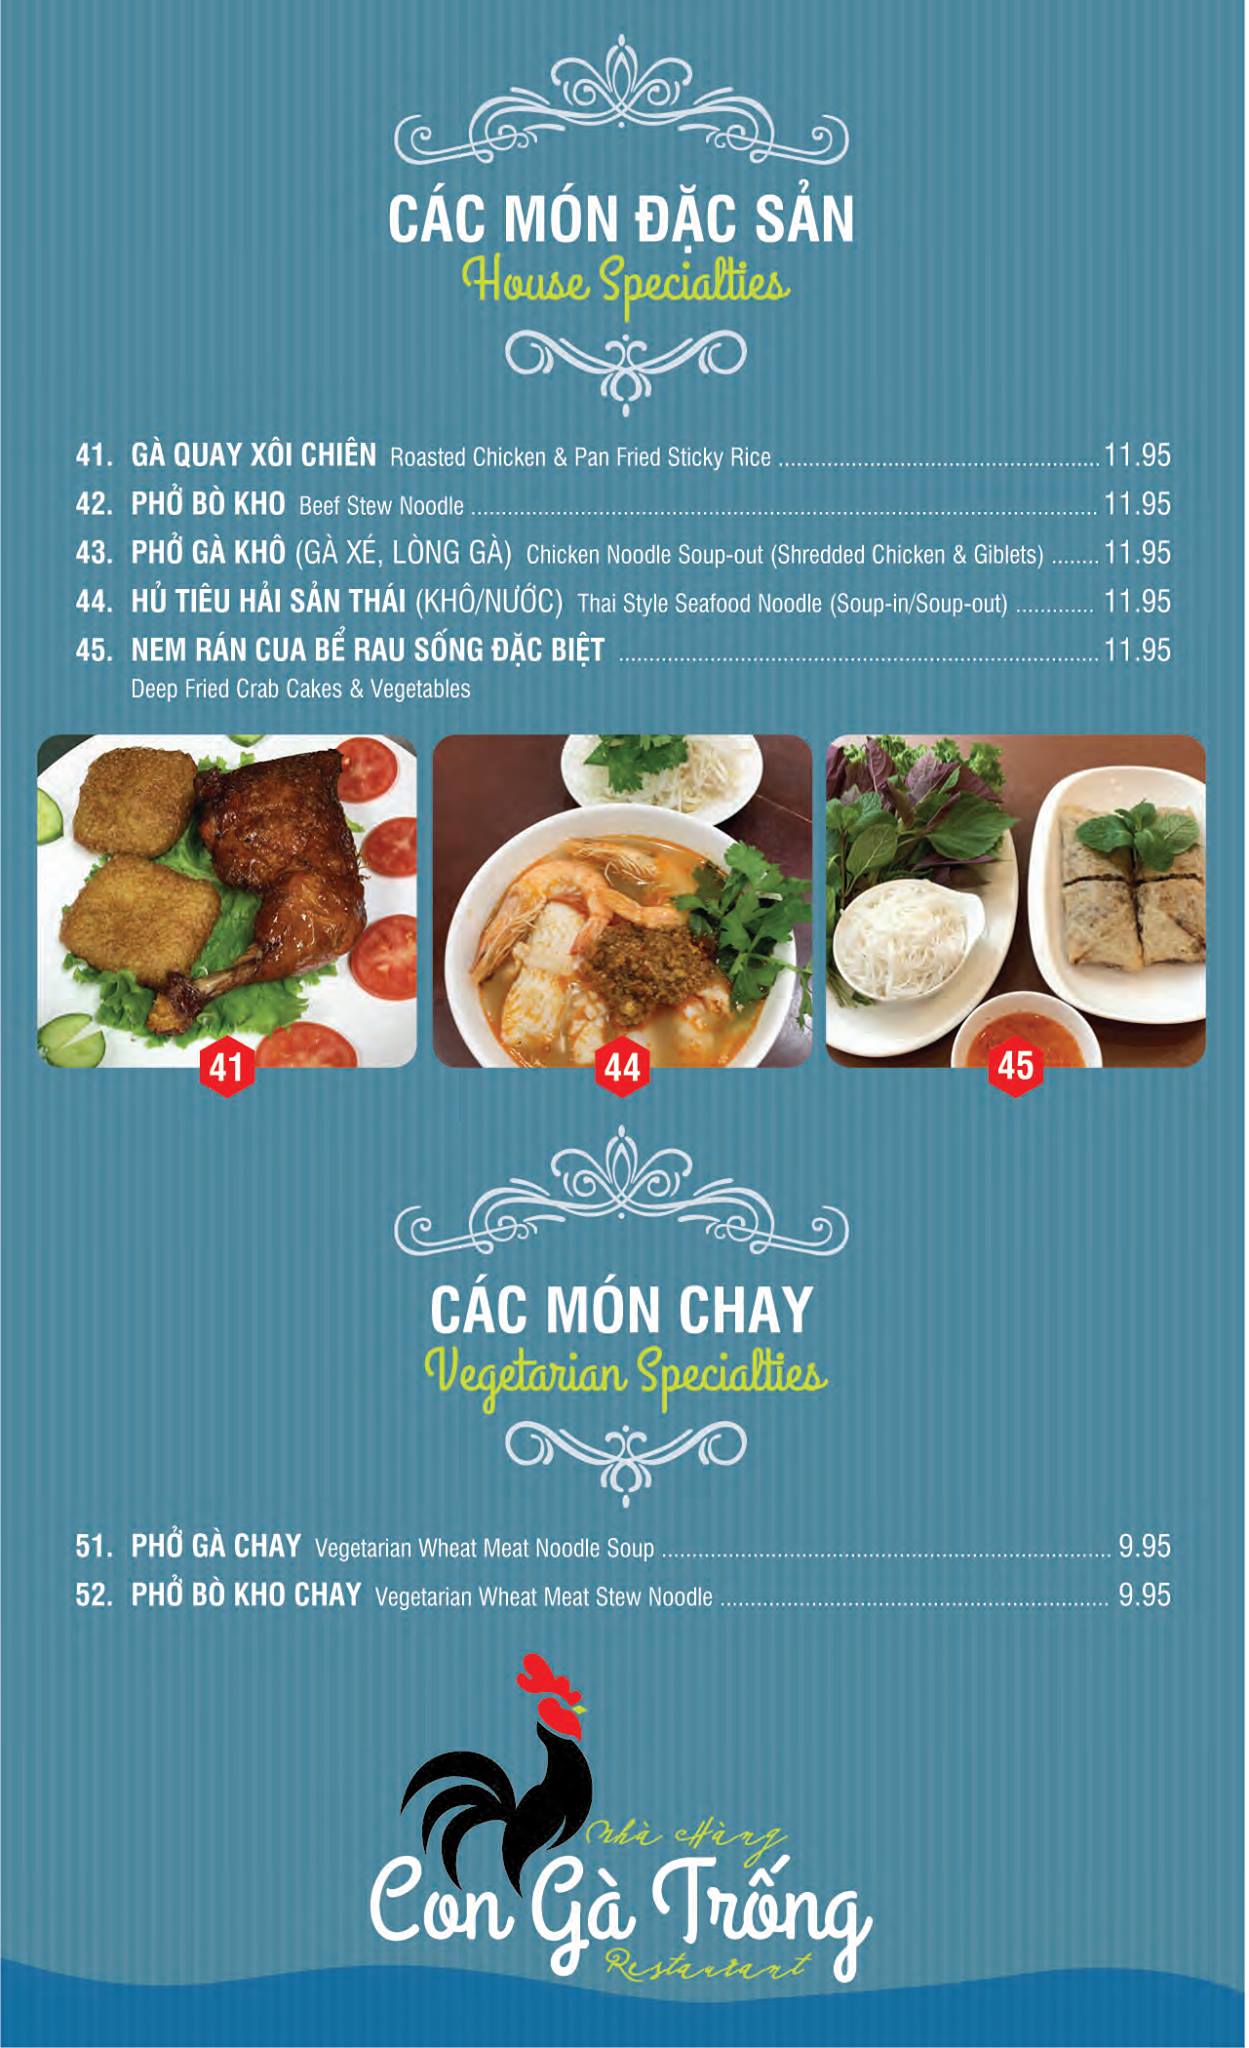 CÁC MÓN ĐẶC SẢN
House Specialties
41. GÀ QUAY XÔI CHIÊN Roasted Chicken & Pan Fried Sticky Rice 11.95
42. PHỞ BÒ KHO Beef Stew Noodle 11.95
43. PHỞ GÀ KHÔ (GÀ XÉ, LÒNG GÀ) Chicken Noodle Soup-out (Shredded Chicken & Giblets) 11.95
44. HỦ TIÊU HẢI SẢN THÁI (KHÔ/NƯỚC) Thai Style Seafood Noodle (Soup-in/Soup-out) 11.95
45. NEM RÁN CUA BỂ RAU SỐNG ĐẶC BIỆT 11.95
Deep Fried Crab Cakes & Vegetables
41 44 45
CÁC MÓN CHAY
Vegetarian Specialties
51. PHỞ GÀ CHAY Vegetarian Wheat Meat Noodle Soup 9.95
52. PHỞ BÒ KHO CHAY Vegetarian Wheat Meat Stew Noodle 9.95
Nhà Hàng
Con Gà Trống
Restaurant